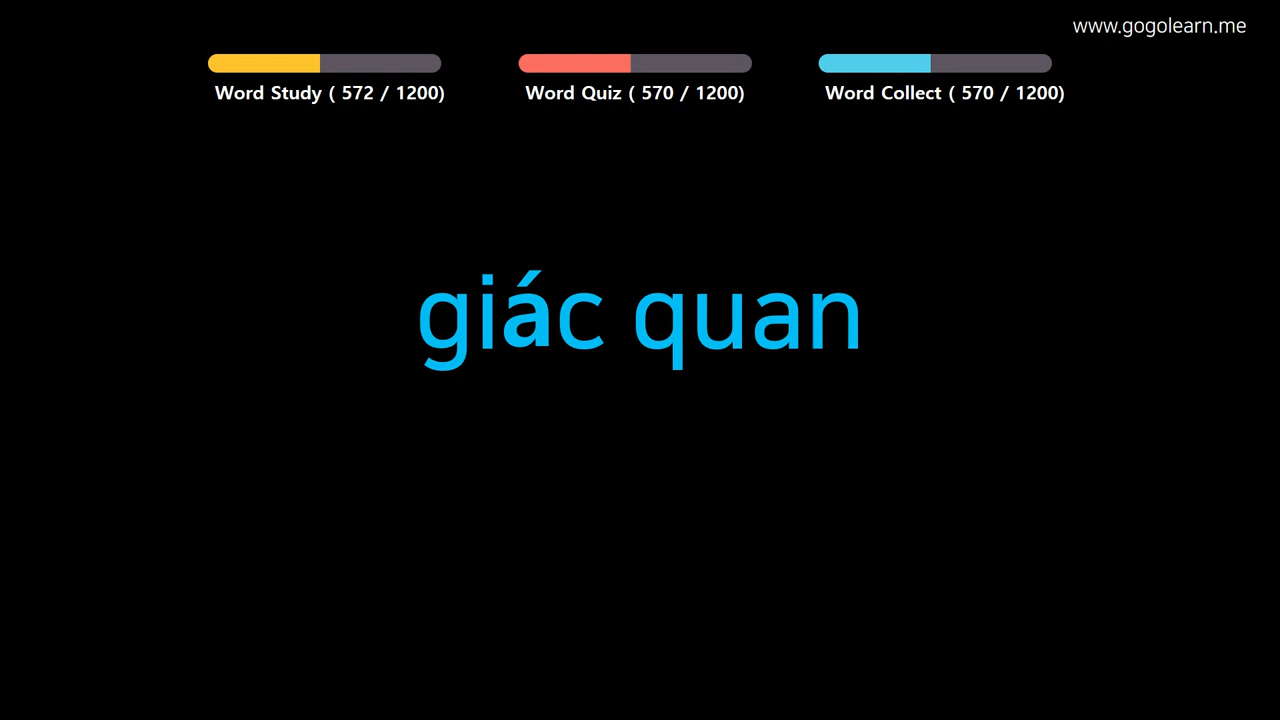 www.gogolearn.me
Word Study ( 572 / 1200)
Word Quiz ( 570 / 1200)
Word Collect ( 570 / 1200)
giác quan